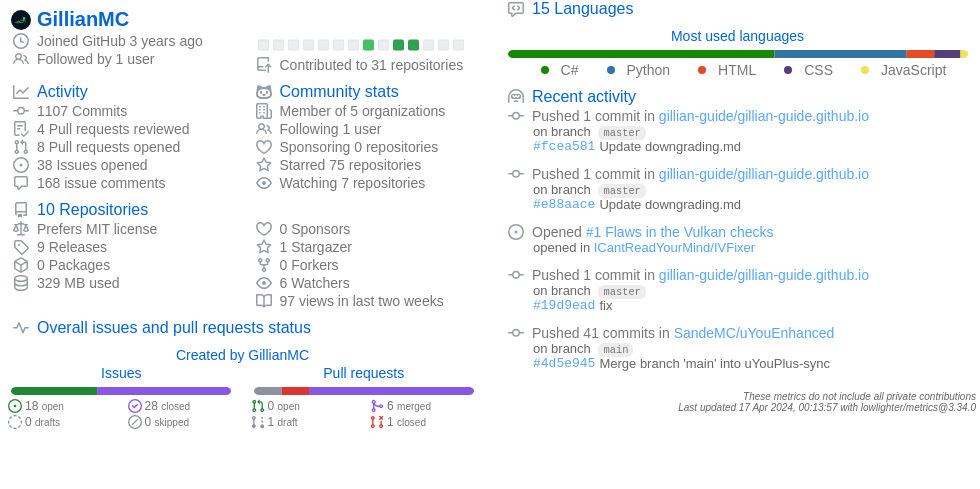 GillianMC
Joined GitHub 3 years ago
Followed by 1 user
Contributed to 31 repositories
Activity
1107 Commits
4 Pull requests reviewed
8 Pull requests opened
38 Issues opened
168 issue comments
Community stats
Member of 5 organizations
Following 1 user
Sponsoring 0 repositories
Starred 75 repositories
Watching 7 repositories
10 Repositories
Prefers MIT license
9 Releases
0 Packages
329 MB used
0 Sponsors
1 Stargazer
0 Forkers
6 Watchers
97 views in last two weeks
Overall issues and pull requests status
Created by GillianMC
Issues
18 open
28 closed
0 drafts
0 skipped
Pull requests
0 open
6 merged
1 draft
1 closed
15 Languages
Most used languages
C# Python HTML CSS JavaScript
Recent activity
Pushed 1 commit in gillian-guide/gillian-guide.github.io
on branch master
#fcea581 Update downgrading.md
Pushed 1 commit in gillian-guide/gillian-guide.github.io
on branch master
#e88aace Update downgrading.md
Opened #1 Flaws in the Vulkan checks
opened in ICantReadYourMind/IVFixer
Pushed 1 commit in gillian-guide/gillian-guide.github.io
on branch master
#19d9ead fix
Pushed 41 commits in SandeMC/uYouEnhanced
on branch main
#4d5e945 Merge branch 'main' into uYouPlus-sync
These metrics do not include all private contributions
Last updated 17 Apr 2024, 00:13:57 with lowlighter/metrics@3.34.0